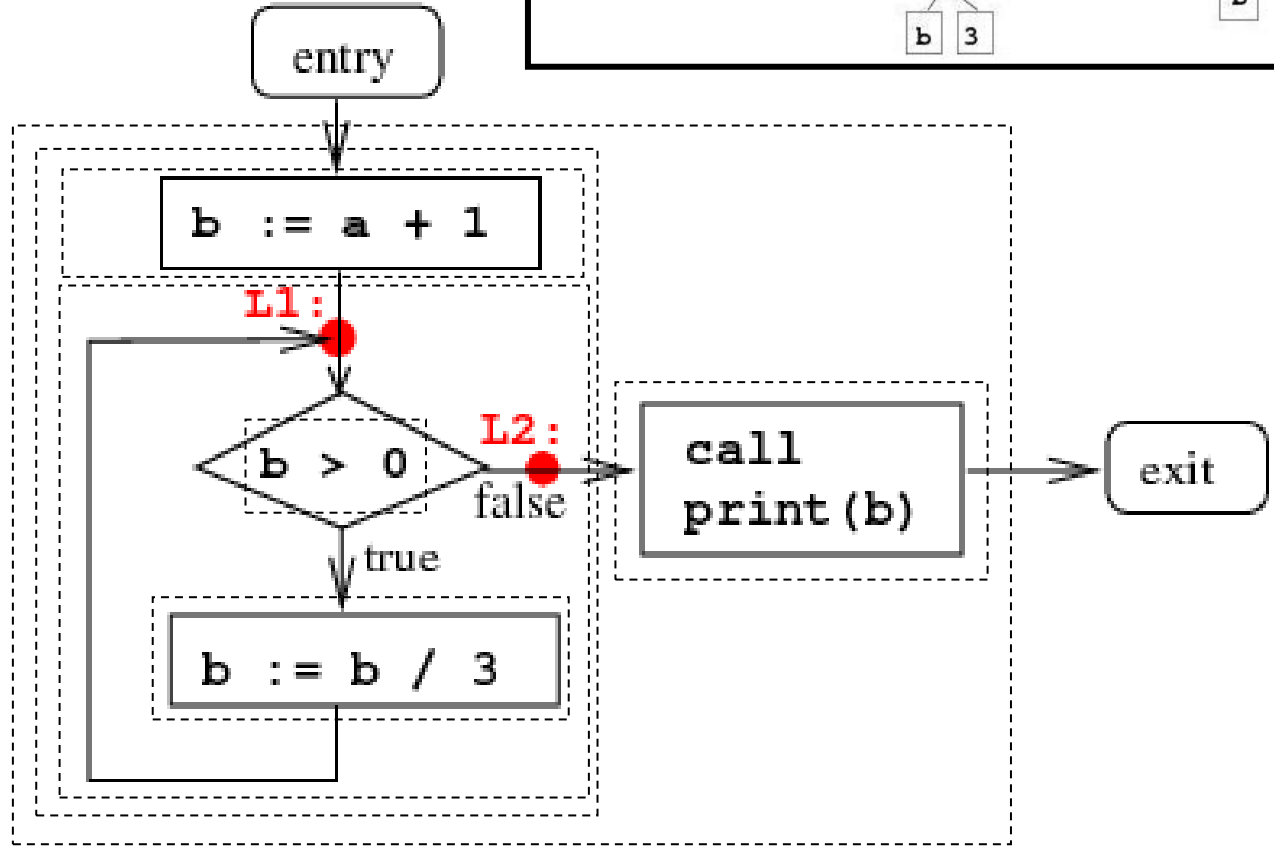 b 3
entry
b := a + 1
L1:
b > 0
L2:
false
true
b := b / 3
call
print(b)
exit